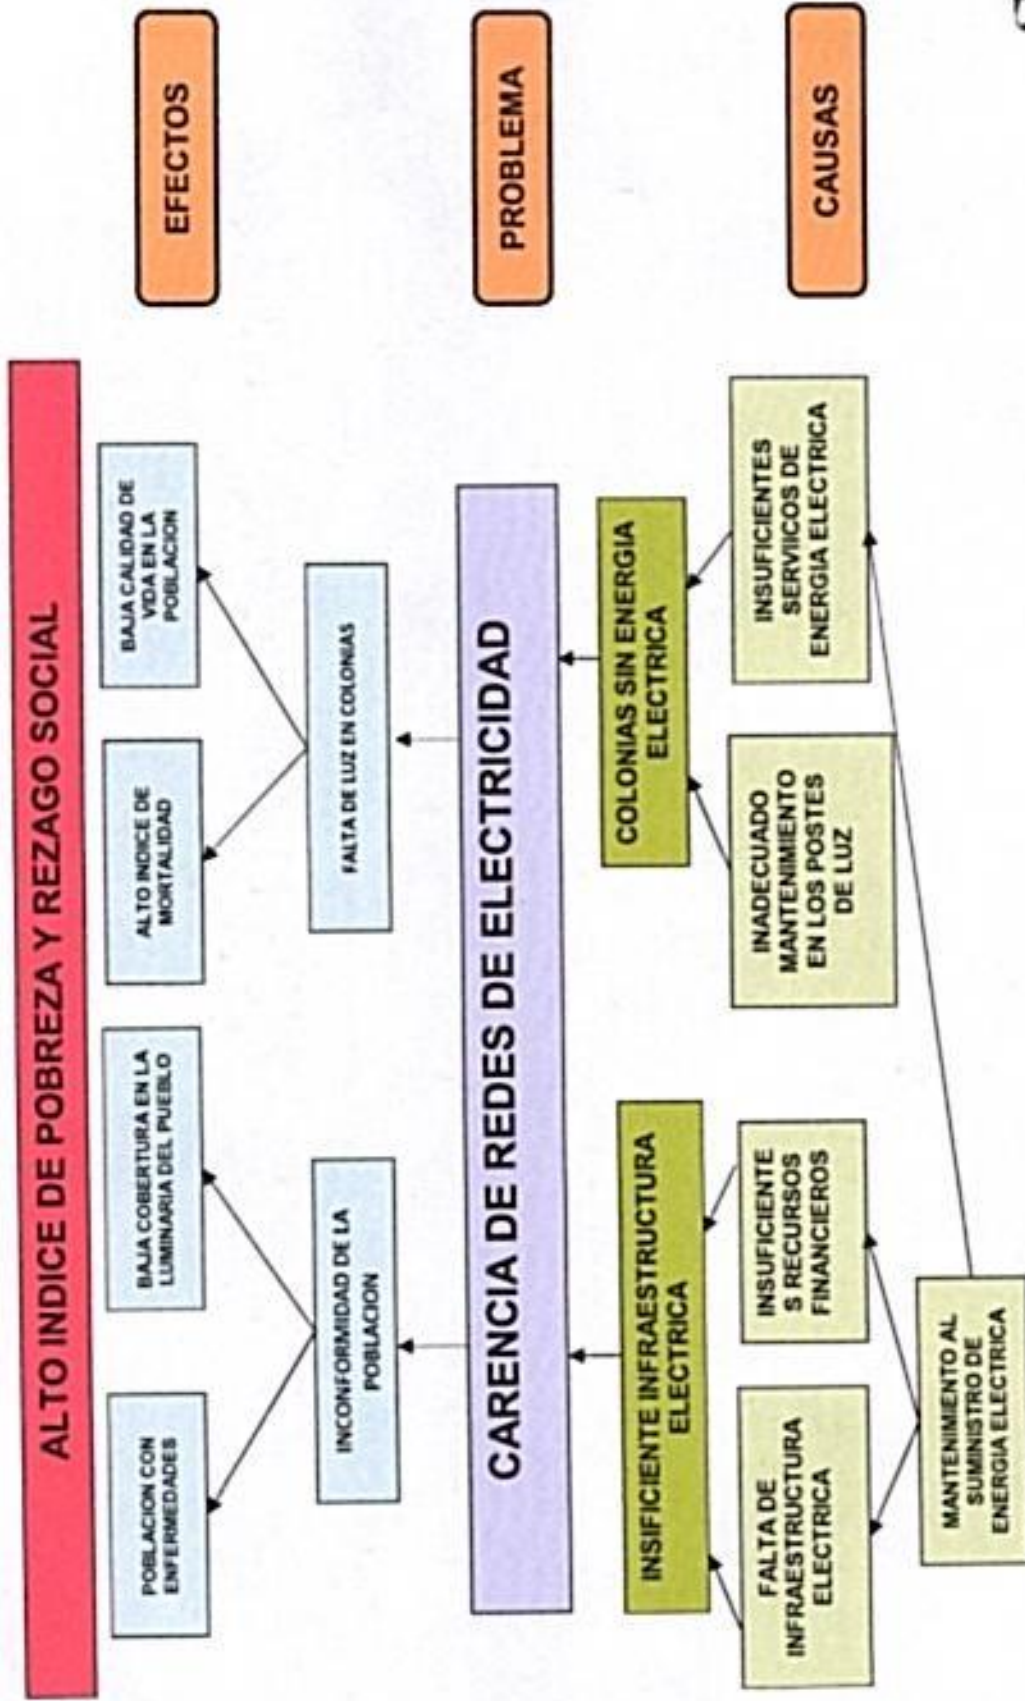 ALTO INDICE DE POBREZA Y REZAGO SOCIAL
EFECTOS
POBLACION CON
ENFERMEDADES
BAJA COBERTURA EN LA
LUMINARIA DEL PUEBLO
ALTO INDICE DE
MORTALIDAD
BAJA CALIDAD DE
VIDA EN LA
POBLACION
INCONFORMIDAD DE LA
POBLACION
FALTA DE LUZ EN COLONIAS
CARENCIA DE REDES DE ELECTRICIDAD
PROBLEMA
INSIFICIENTE INFRAESTRUCTURA
ELECTRICA
COLONIAS SIN ENERGIA
ELECTRICA
FALTA DE
INFRAESTRUCTURA
ELECTRICA
INSUFICIENTE
S RECURSOS
FINANCIEROS
INADECUADO
MANTENIMIENTO
EN LOS POSTES
DE LUZ
INSUFICIENTES
SERVIICOS DE
ENERGIA ELECTRICA
CAUSAS
MANTENIMIENTO AL
SUMINISTRO DE
ENERGIA ELECTRICA